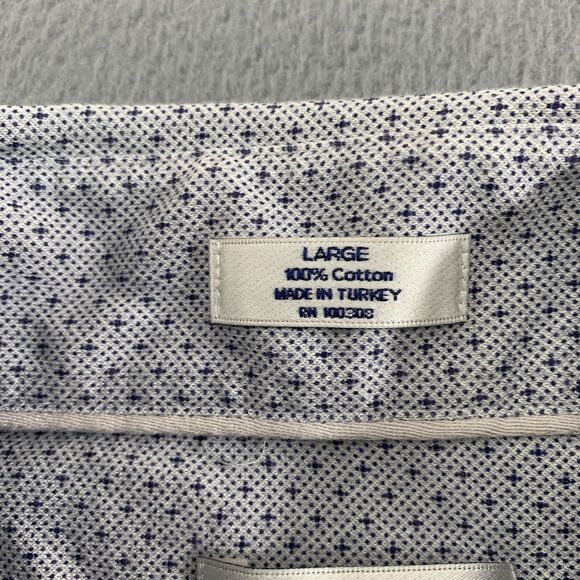 LARGE
100% Cotton
MADE IN TURKEY
RN 100308